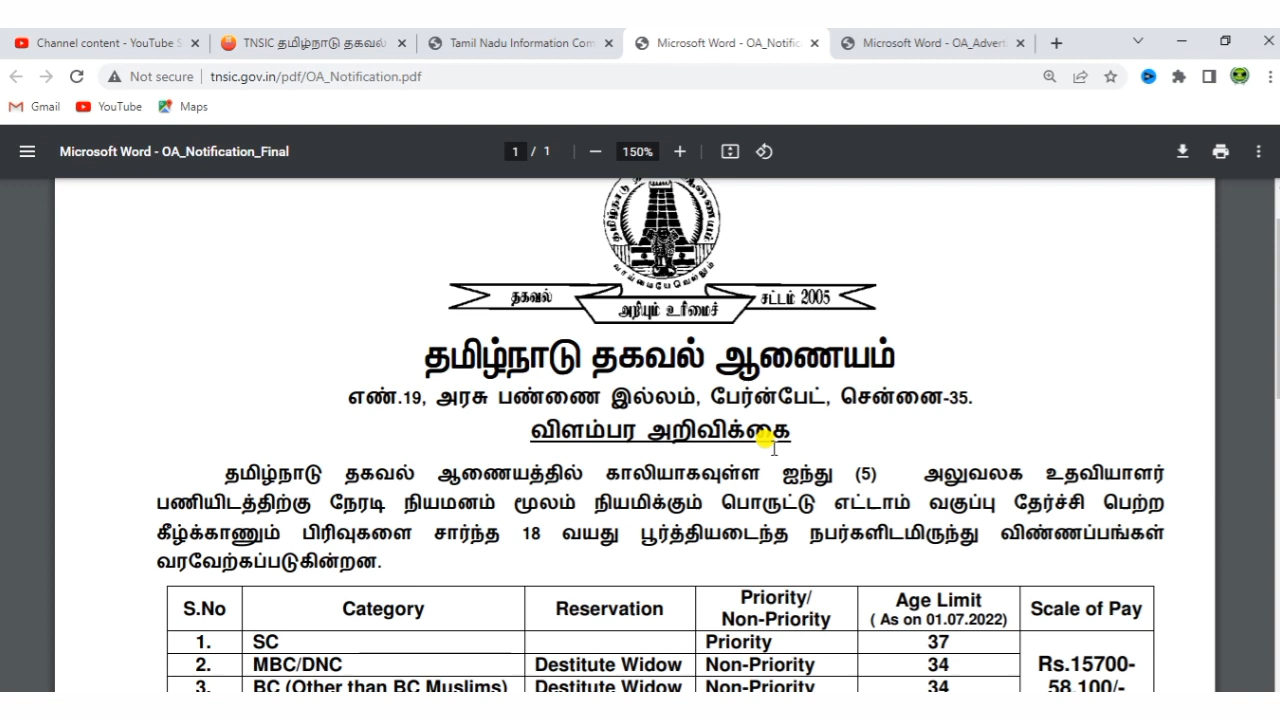 Channel content - YouTube S
TNSIC தமிழ்நாடு தகவல்
Tamil Nadu Information Com
Microsoft Word - OA_Notific
Microsoft Word - OA_Advert
Not secure
tnsic.gov.in/pdf/OA_Notification.pdf
Gmail
YouTube
Maps
Microsoft Word - OA_Notification_Final
1 / 1
150%
வாய்மையே வெல்லும்
தகவல் அறியும் உரிமைச் சட்டம் 2005
தமிழ்நாடு தகவல் ஆணையம்
எண்.19, அரசு பண்ணை இல்லம், பேர்ன்பேட், சென்னை-35.
விளம்பர அறிவிக்கை
தமிழ்நாடு தகவல் ஆணையத்தில் காலியாகவுள்ள ஐந்து (5) அலுவலக உதவியாளர்
பணியிடத்திற்கு நேரடி நியமனம் மூலம் நியமிக்கும் பொருட்டு எட்டாம் வகுப்பு தேர்ச்சி பெற்ற
கீழ்க்காணும் பிரிவுகளை சார்ந்த 18 வயது பூர்த்தியடைந்த நபர்களிடமிருந்து விண்ணப்பங்கள்
வரவேற்கப்படுகின்றன.
S.No Category Reservation Priority/ Non-Priority Age Limit ( As on 01.07.2022) Scale of Pay
1. SC Priority 37
2. MBC/DNC Destitute Widow Non-Priority 34 Rs.15700-
3. BC (Other than BC Muslims) Destitute Widow Non-Priority 34 58,100/-